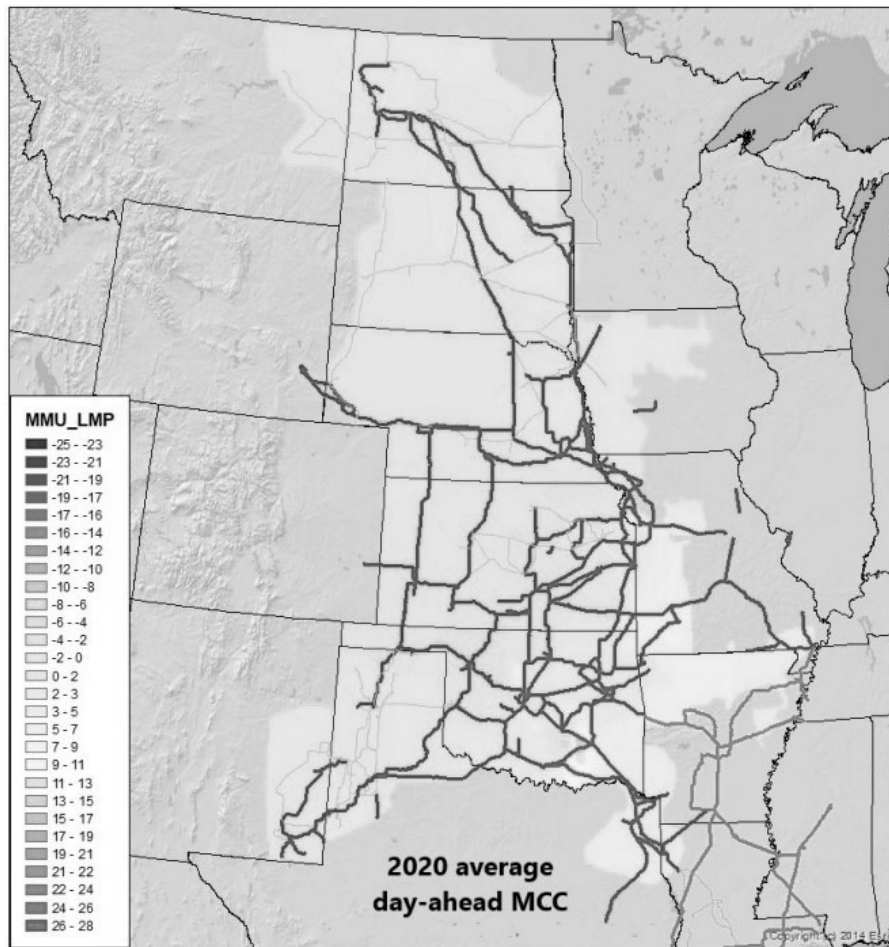 MMU_LMP
-25 - -23
-23 - -21
-21 - -19
-19 - -17
-17 - -16
-16 - -14
-14 - -12
-12 - -10
-10 - -8
-8 - -6
-6 - -4
-4 - -2
-2 - 0
0 - 2
2 - 3
3 - 5
5 - 7
7 - 9
9 - 11
11 - 13
13 - 15
15 - 17
17 - 19
19 - 21
21 - 22
22 - 24
24 - 26
26 - 28
2020 average
day-ahead MCC
Copyright (c) 2014 Es